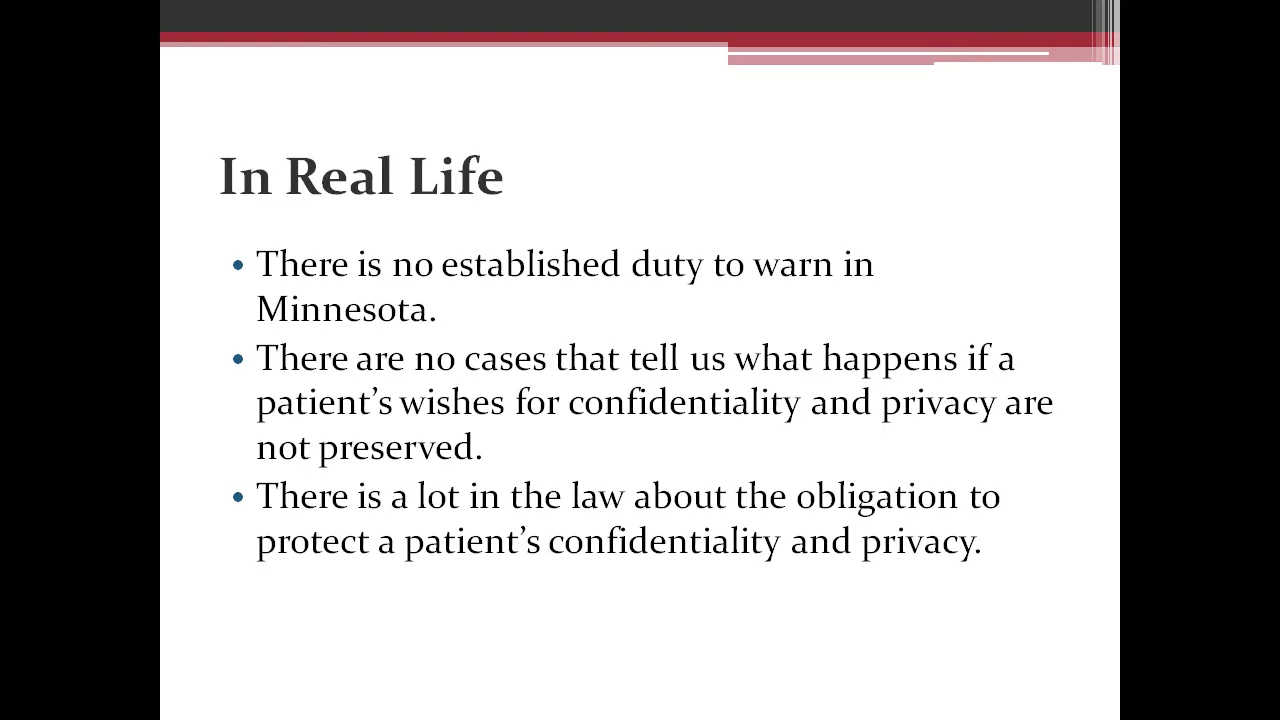 In Real Life
• There is no established duty to warn in
Minnesota.
• There are no cases that tell us what happens if a
patient’s wishes for confidentiality and privacy are
not preserved.
• There is a lot in the law about the obligation to
protect a patient’s confidentiality and privacy.